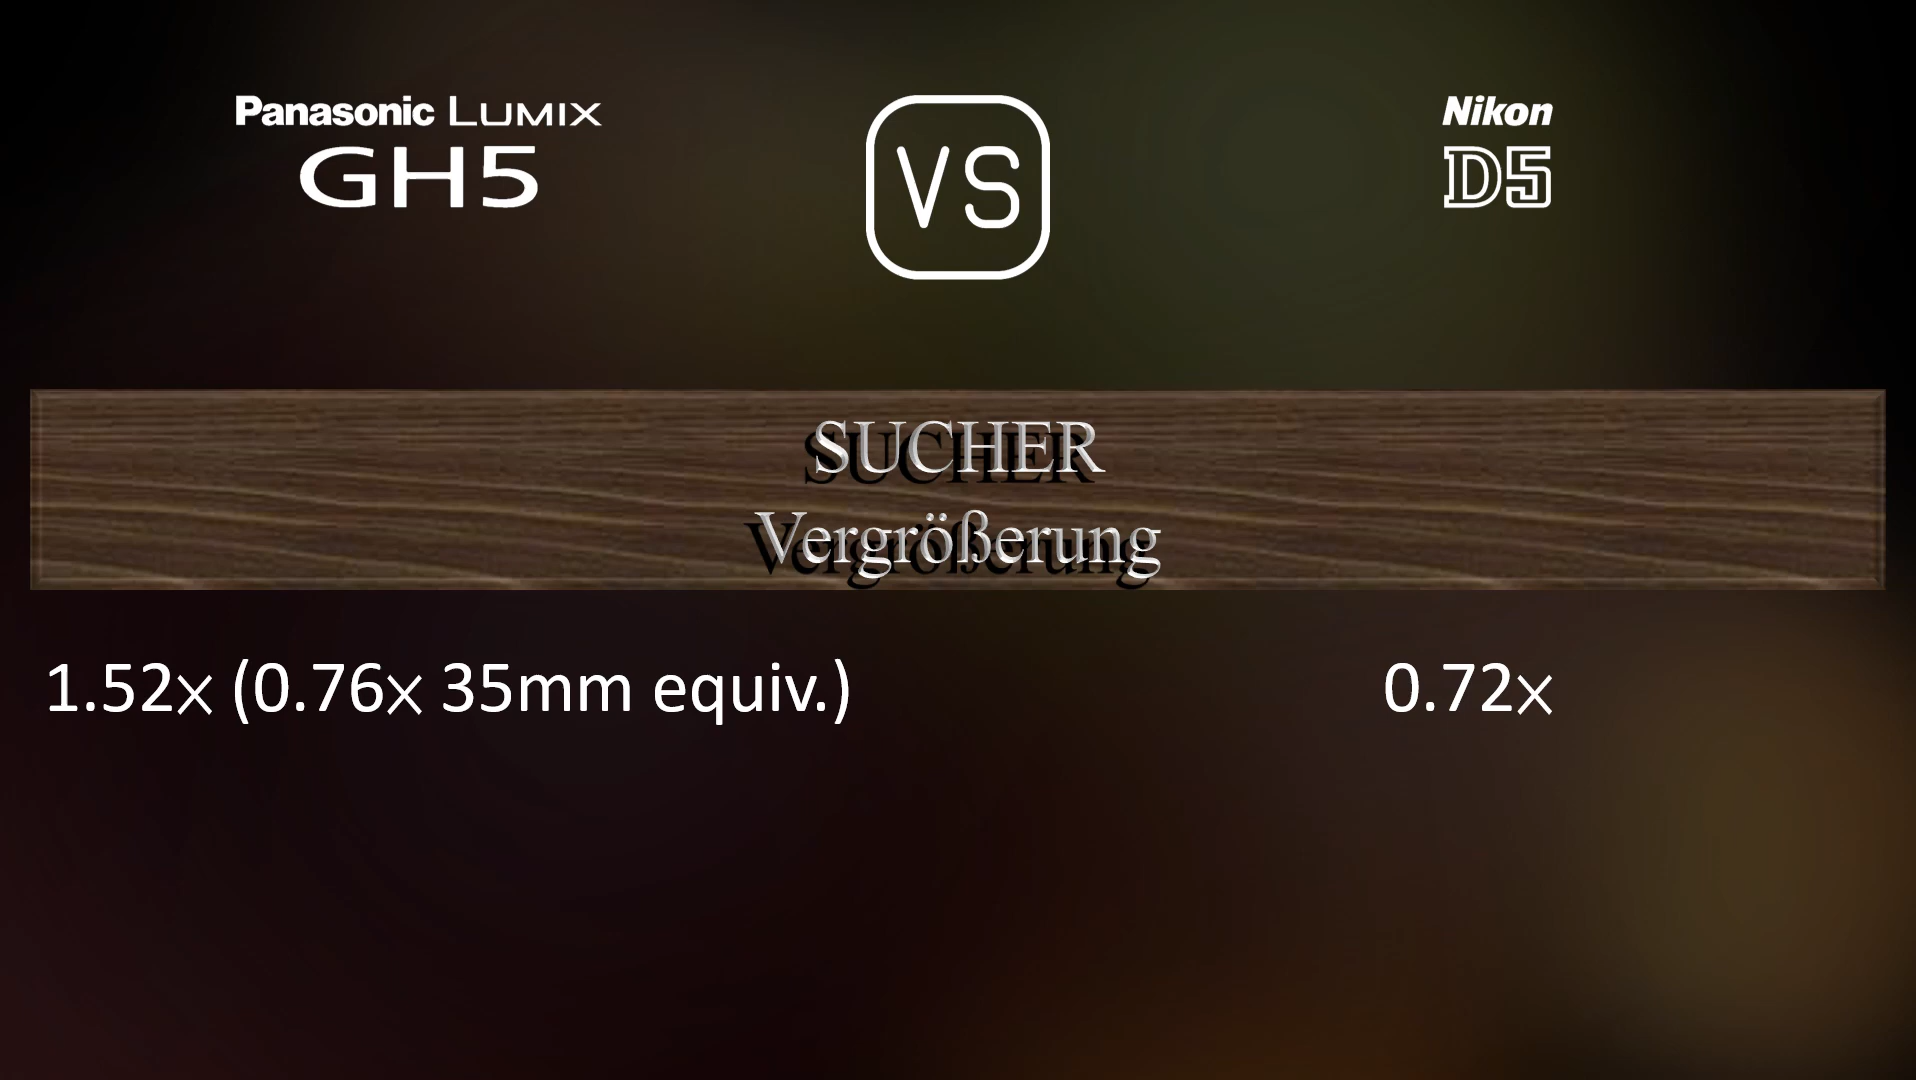 Panasonic LUMIX
GH5
VS
Nikon
D5
SUCHER
Vergrößerung
1.52x (0.76x 35mm equiv.)
0.72x